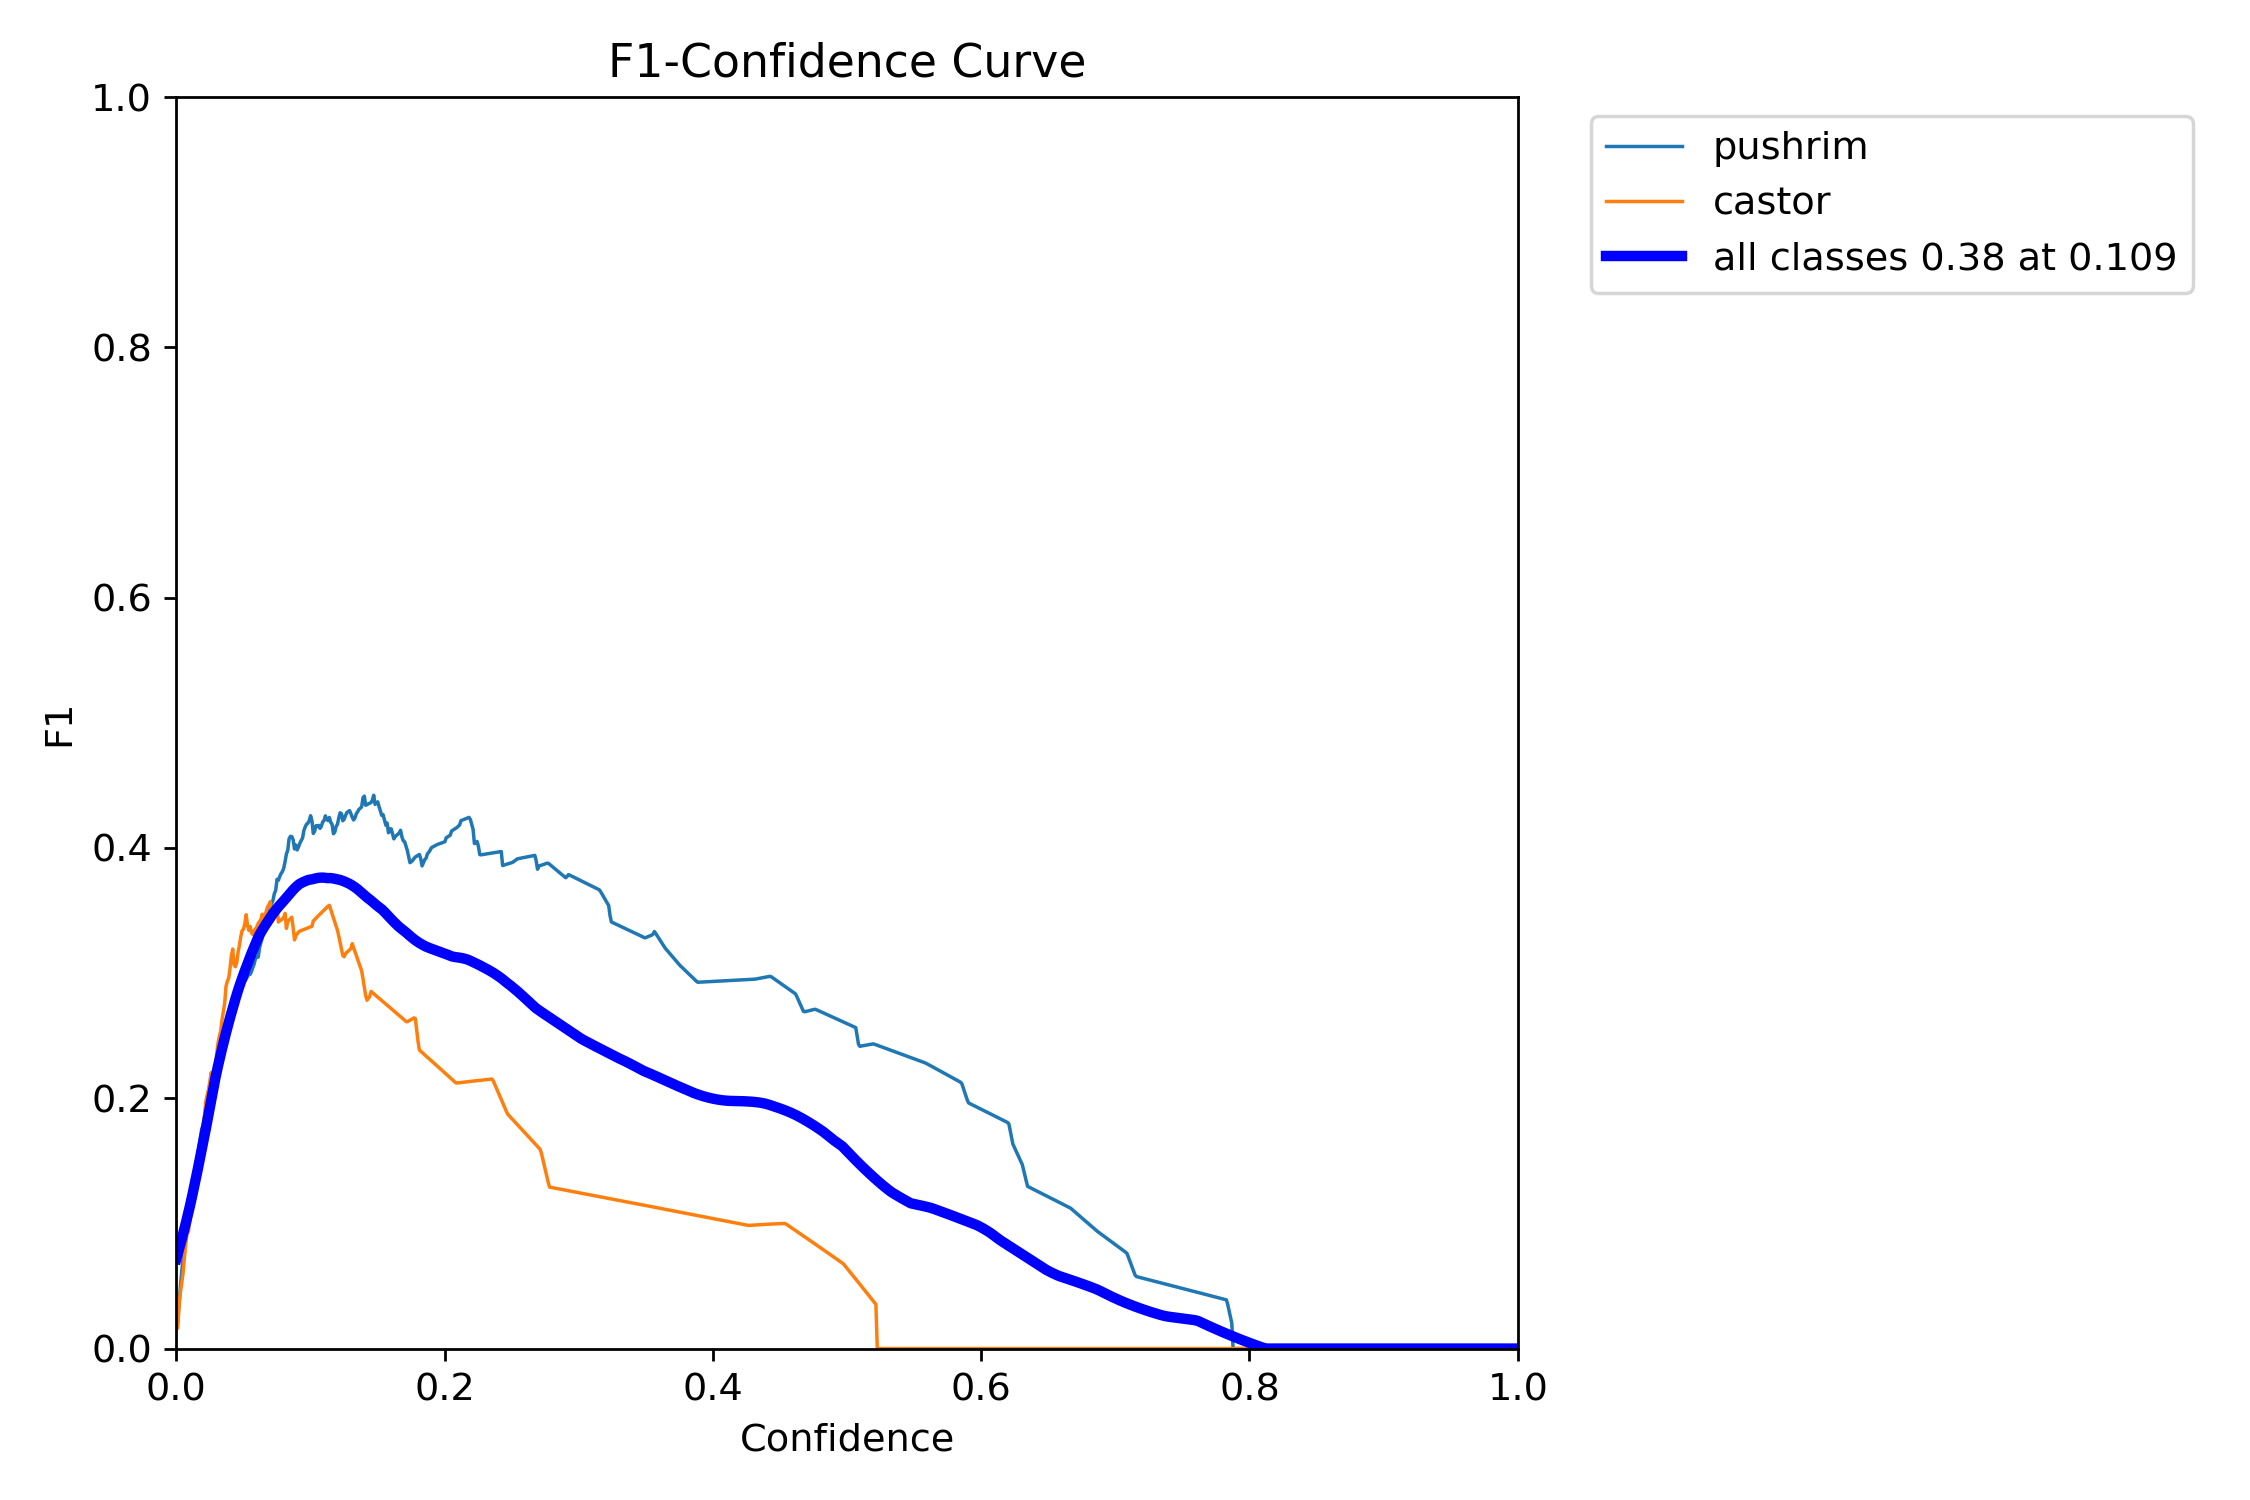 F1-Confidence Curve
1.0
0.8
0.6
0.4
0.2
0.0
F1
0.0 0.2 0.4 0.6 0.8 1.0
Confidence
pushrim
castor
all classes 0.38 at 0.109